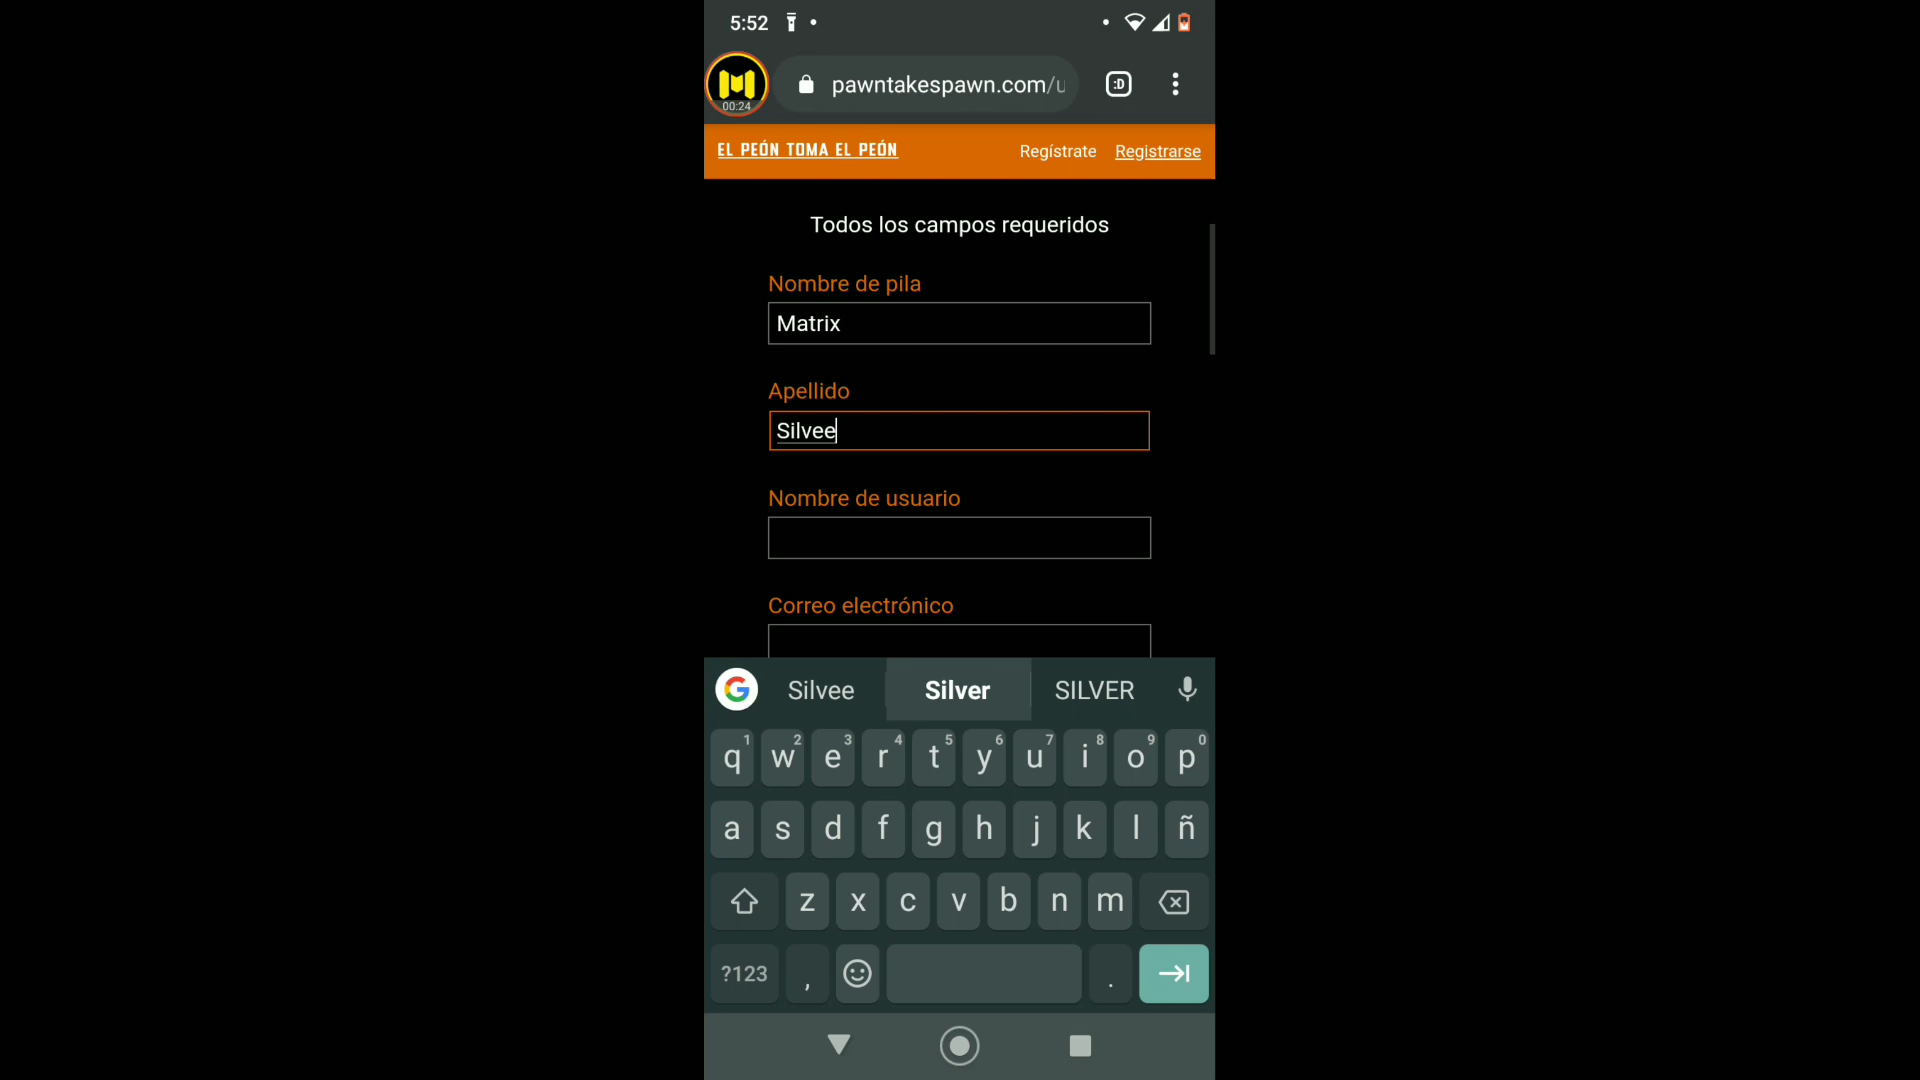 5:52
pawntakespawn.com/u
:D
00:24
EL PEÓN TOMA EL PEÓN
Regístrate Registrarse
Todos los campos requeridos
Nombre de pila
Matrix
Apellido
Silvee
Nombre de usuario
Correo electrónico
Silvee Silver SILVER
q1 w2 e3 r4 t5 y6 u7 i8 o9 p0
a s d f g h j k l ñ
z x c v b n m
?123 , .